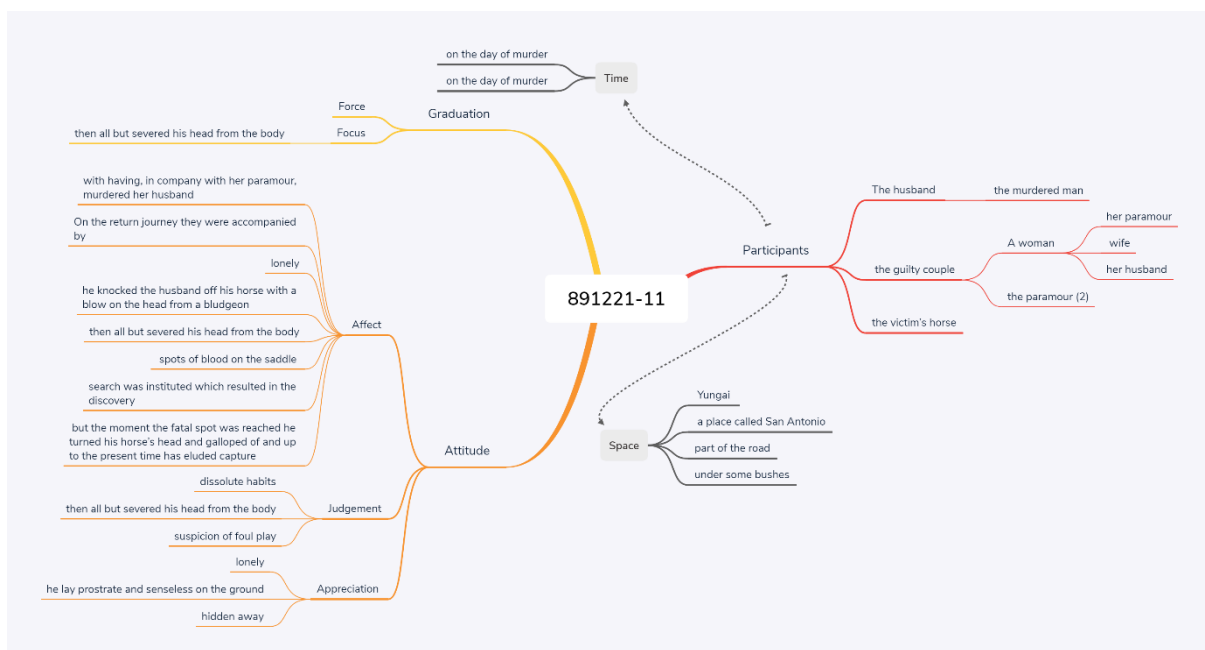 891221-11
Time
on the day of murder
on the day of murder
Graduation
Force
Focus
then all but severed his head from the body
Attitude
Affect
with having, in company with her paramour,
murdered her husband
On the return journey they were accompanied
by
lonely
he knocked the husband off his horse with a
blow on the head from a bludgeon
then all but severed his head from the body
spots of blood on the saddle
search was instituted which resulted in the
discovery
but the moment the fatal spot was reached he
turned his horse's head and galloped of and up
to the present time has eluded capture
Judgement
dissolute habits
then all but severed his head from the body
suspicion of foul play
Appreciation
lonely
he lay prostrate and senseless on the ground
hidden away
Participants
The husband
the murdered man
the guilty couple
A woman
her paramour
wife
her husband
the paramour (2)
the victim's horse
Space
Yungai
a place called San Antonio
part of the road
under some bushes